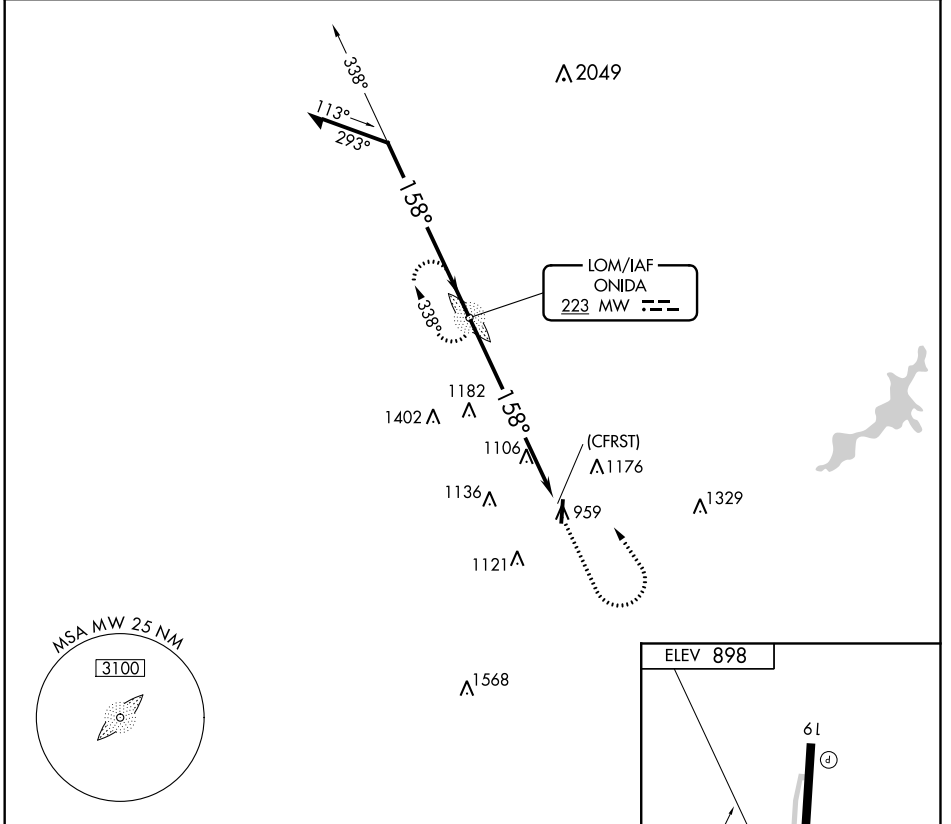 338°
2049
113°
293°
158°
LOM/IAF
ONIDA
223 MW
338°
1182
1402
158°
1106
(CFRST)
1176
1136
959
1329
1121
MSA MW 25 NM
3100
1568
ELEV 898
19
P